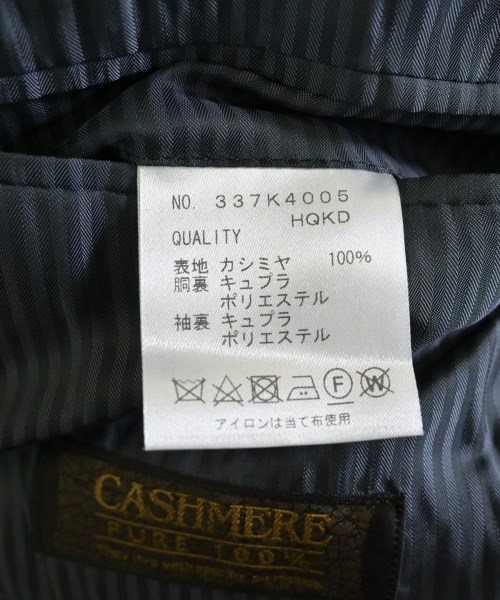 NO. 337K4005
HQKD
QUALITY
表地 カシミヤ 100%
胴裏 キュプラ
ポリエステル
袖裏 キュプラ
ポリエステル
F W
アイロンは当て布使用
CASHMERE
PURE 100%